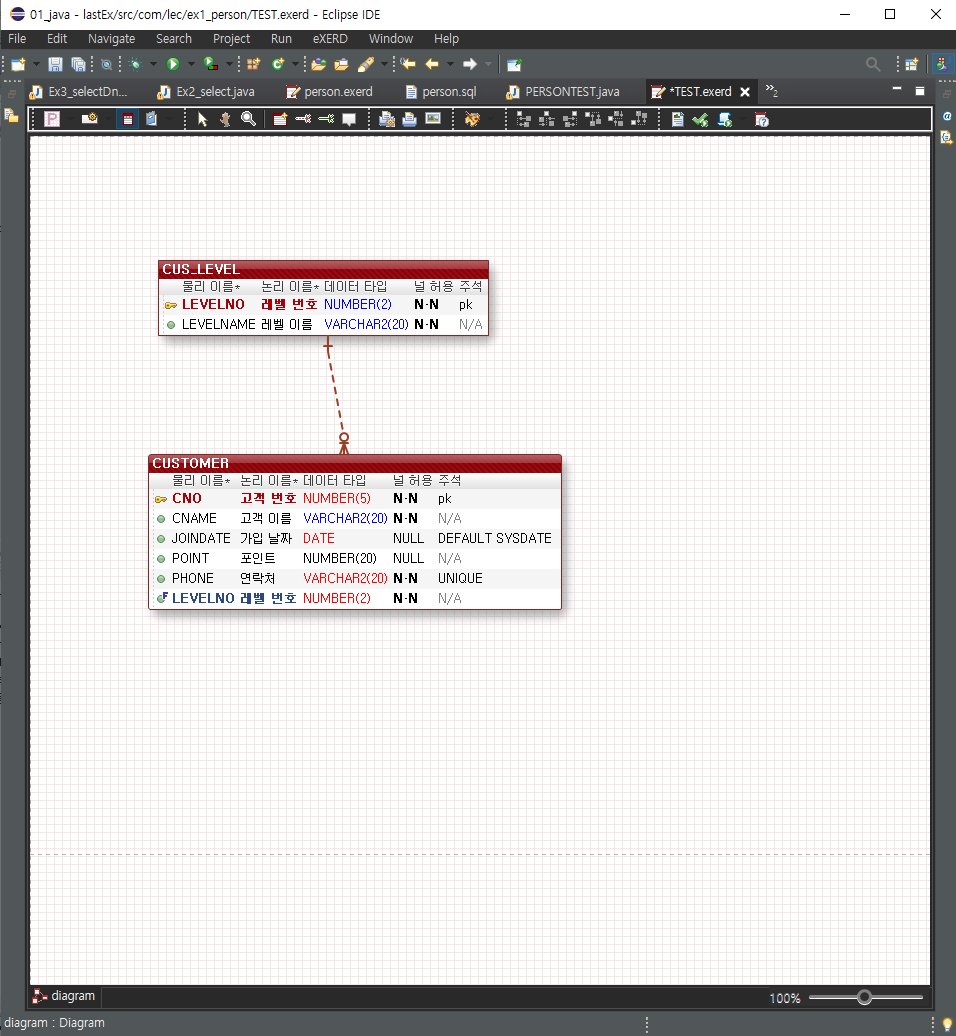 01_java - lastEx/src/com/lec/ex1_person/TEST.exerd - Eclipse IDE
File Edit Navigate Search Project Run eXERD Window Help
Ex3_selectDn... Ex2_select.java person.exerd person.sql PERSONTEST.java *TEST.exerd »2
CUS_LEVEL
물리 이름* 논리 이름* 데이터 타입 널 허용 주석
LEVELNO 레벨 번호 NUMBER(2) N·N pk
LEVELNAME 레벨 이름 VARCHAR2(20) N·N N/A
CUSTOMER
물리 이름* 논리 이름* 데이터 타입 널 허용 주석
CNO 고객 번호 NUMBER(5) N·N pk
CNAME 고객 이름 VARCHAR2(20) N·N N/A
JOINDATE 가입 날짜 DATE NULL DEFAULT SYSDATE
POINT 포인트 NUMBER(20) NULL N/A
PHONE 연락처 VARCHAR2(20) N·N UNIQUE
LEVELNO 레벨 번호 NUMBER(2) N·N N/A
diagram 100%
diagram : Diagram